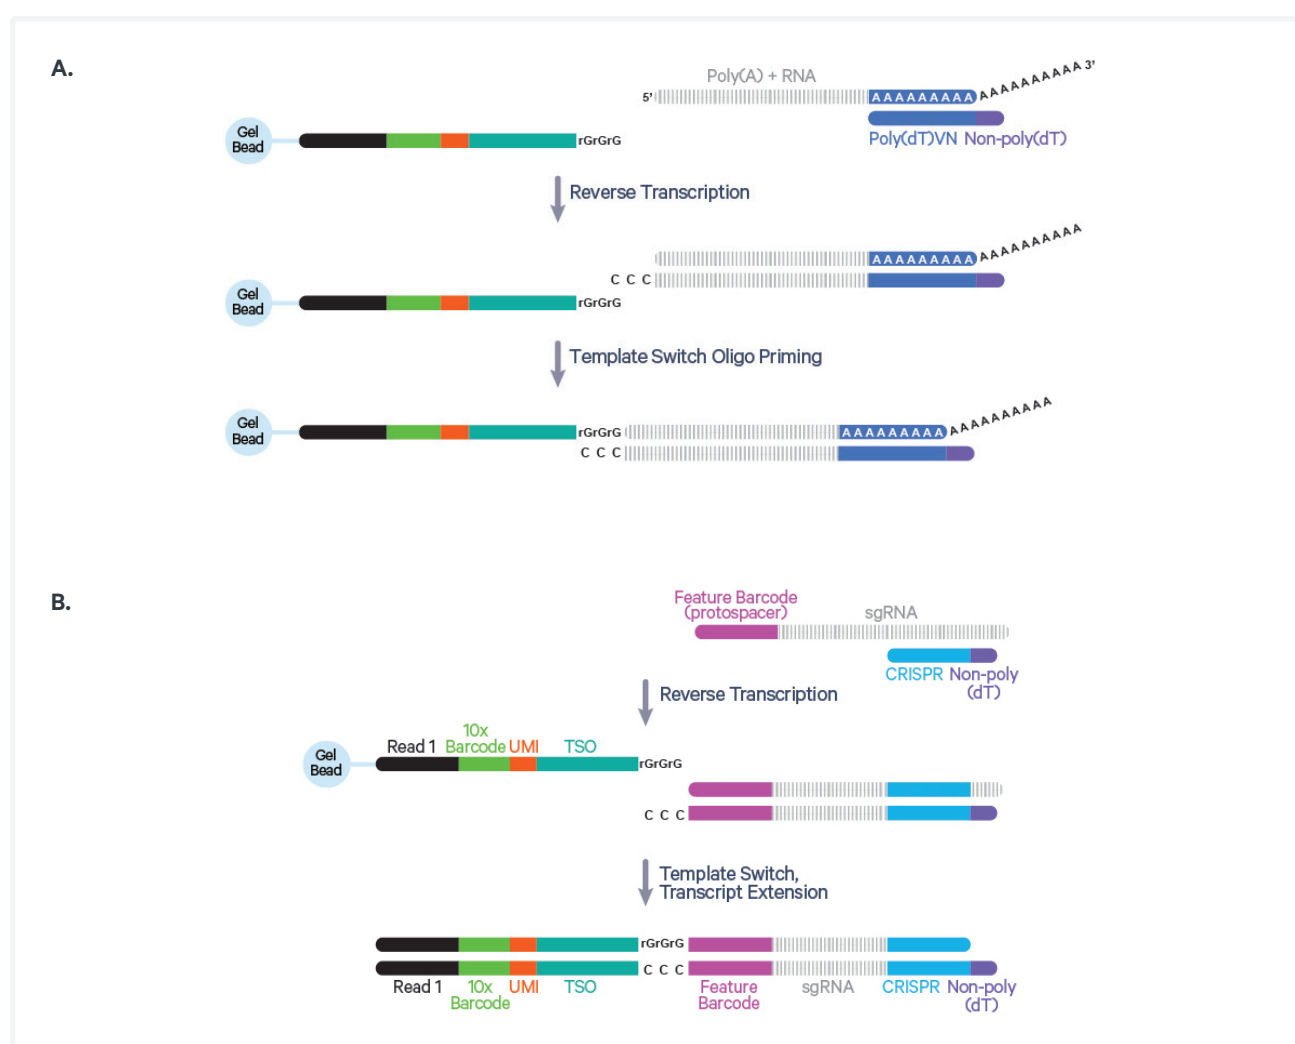 A.
Poly(A) + RNA
5' AAAAAAAAA AAAAAAAAAA 3'
Gel
Bead
rGrGrG
Poly(dT)VN Non-poly(dT)
Reverse Transcription
AAAAAAAAA AAAAAAAAAA
C C C
Gel
Bead
rGrGrG
Template Switch Oligo Priming
Gel
Bead
rGrGrG AAAAAAAAA AAAAAAAAAA
C C C
B.
Feature Barcode
(protospacer)
sgRNA
CRISPR Non-poly
(dT)
Reverse Transcription
Gel
Bead
Read 1 10x
Barcode UMI TSO
rGrGrG
C C C
Template Switch,
Transcript Extension
rGrGrG
C C C
Read 1 10x
Barcode UMI TSO Feature
Barcode sgRNA CRISPR Non-poly
(dT)